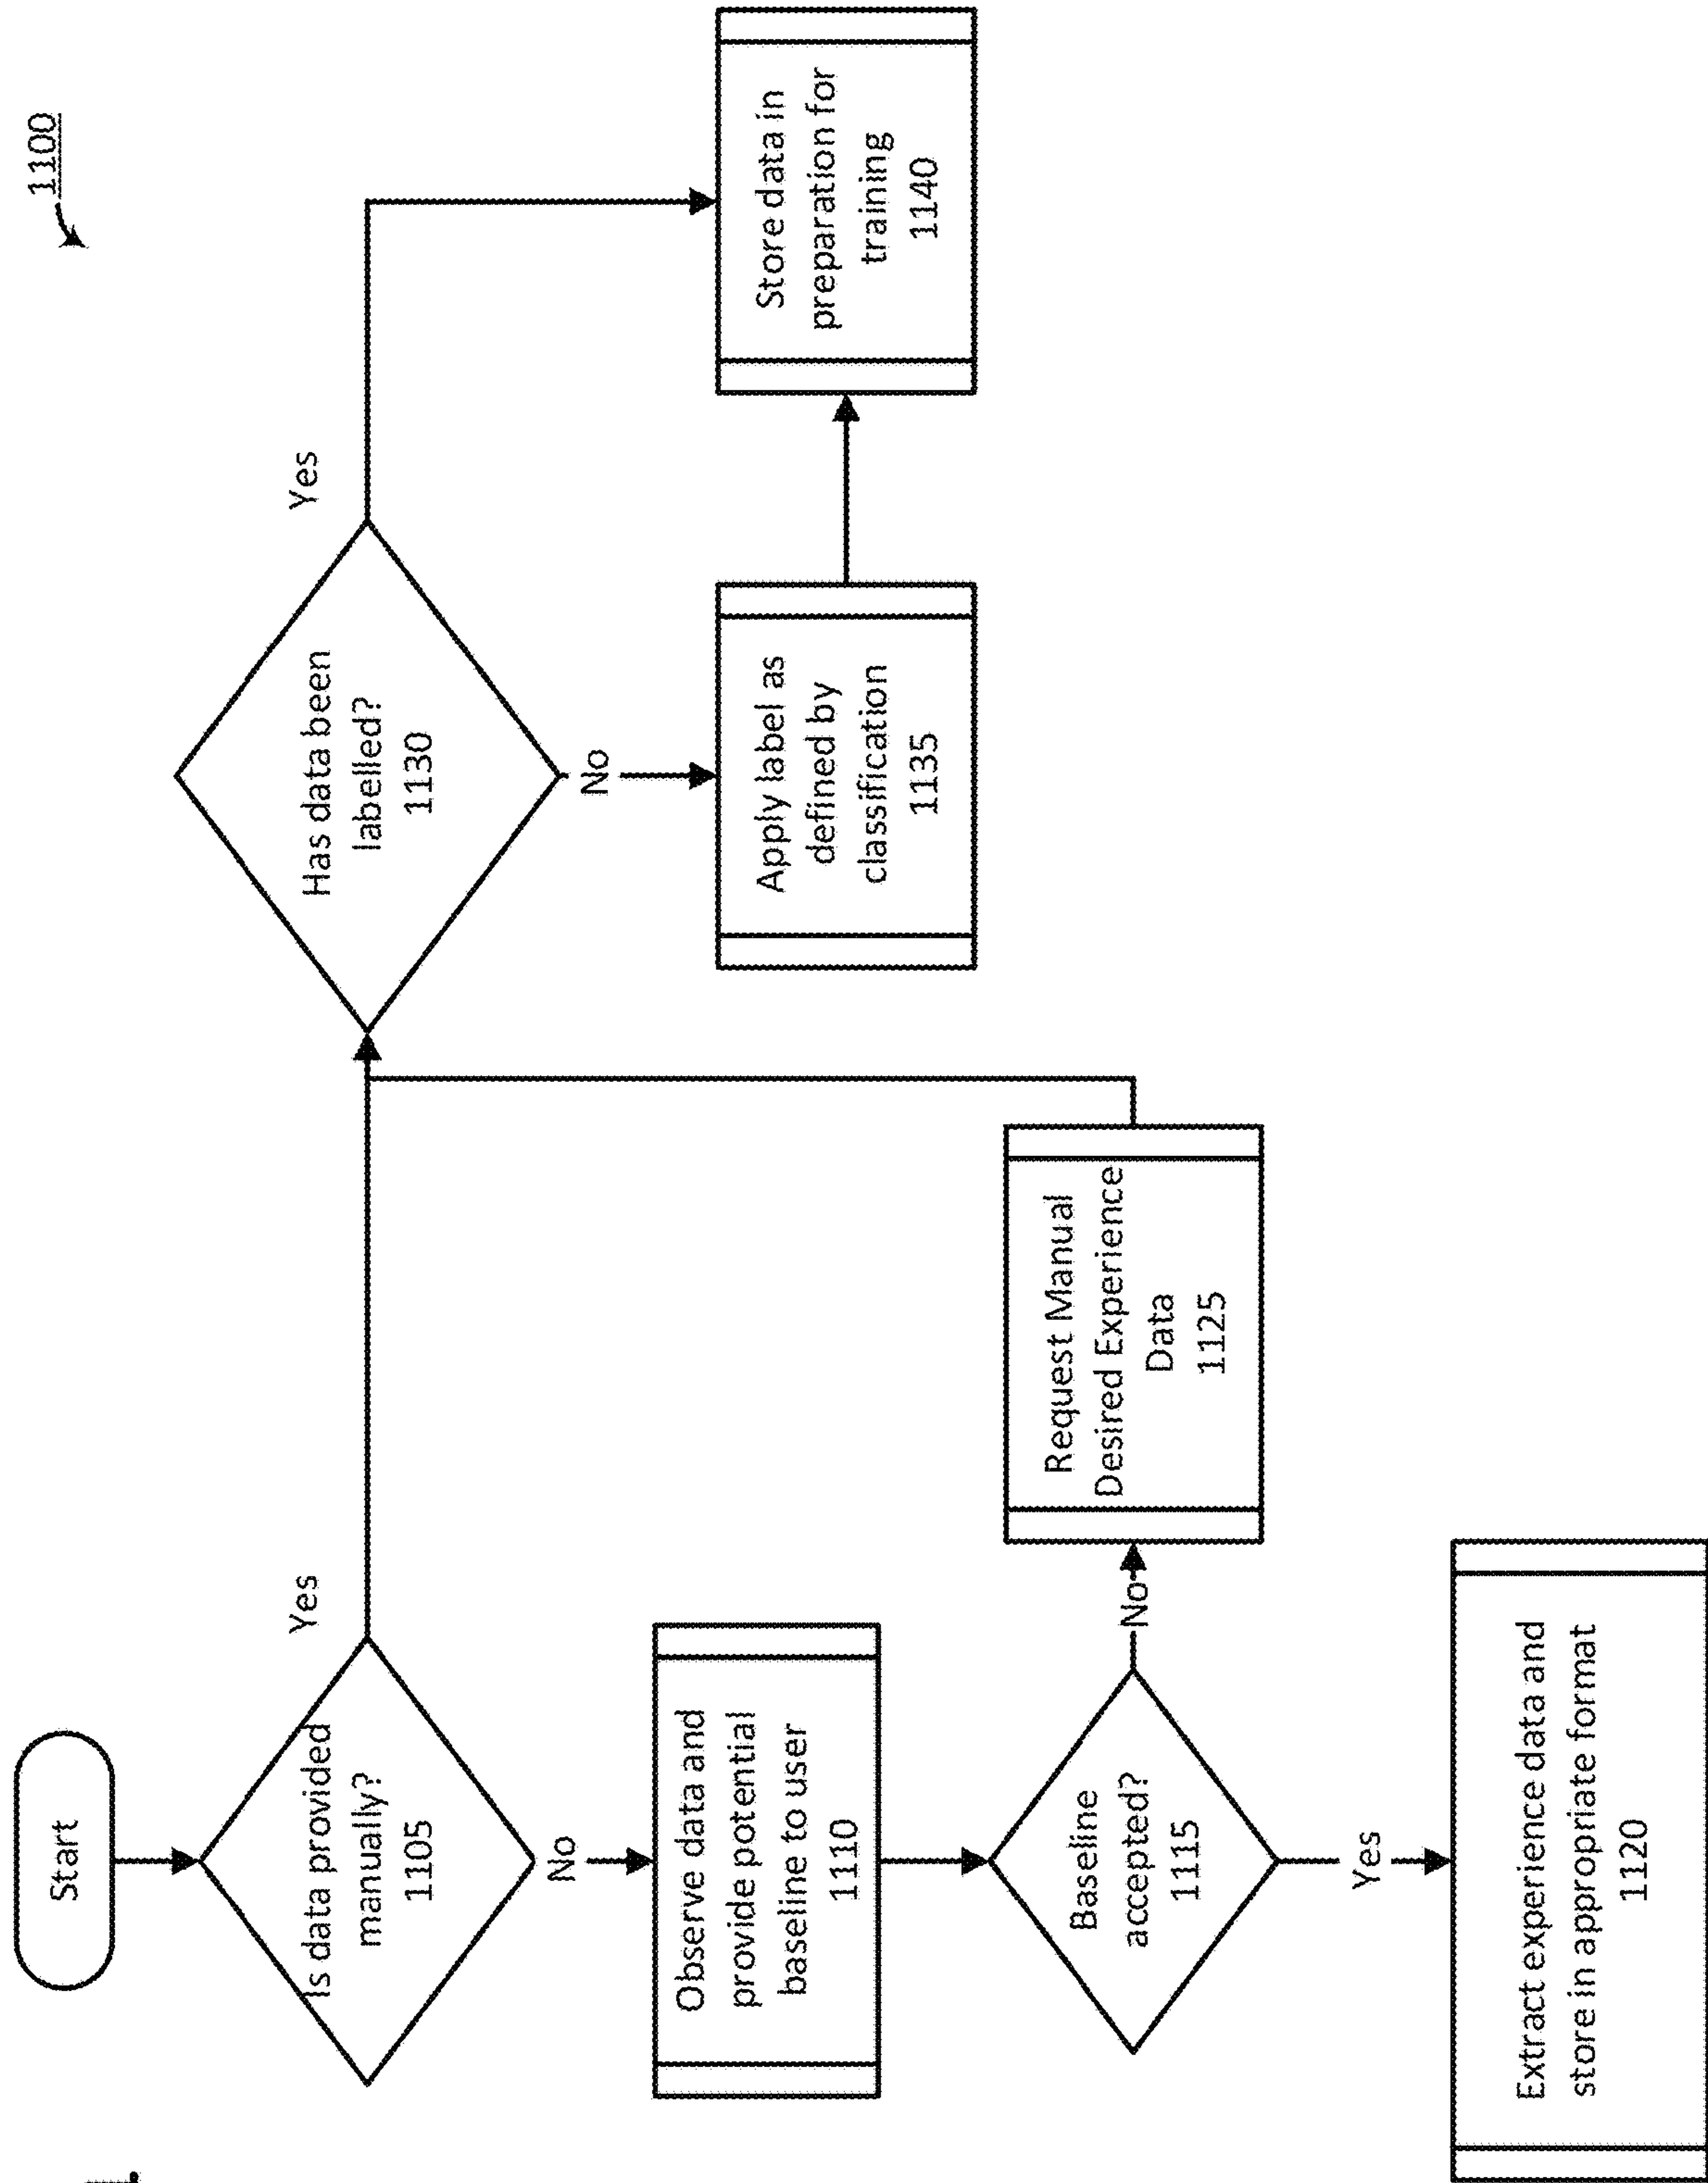 1100
Start
Is data provided
manually?
1105
Yes
No
Observe data and
provide potential
baseline to user
1110
Baseline
accepted?
1115
No
Yes
Extract experience data and
store in appropriate format
1120
Request Manual
Desired Experience
Data
1125
Has data been
labelled?
1130
Yes
No
Apply label as
defined by
classification
1135
Store data in
preparation for
training
1140